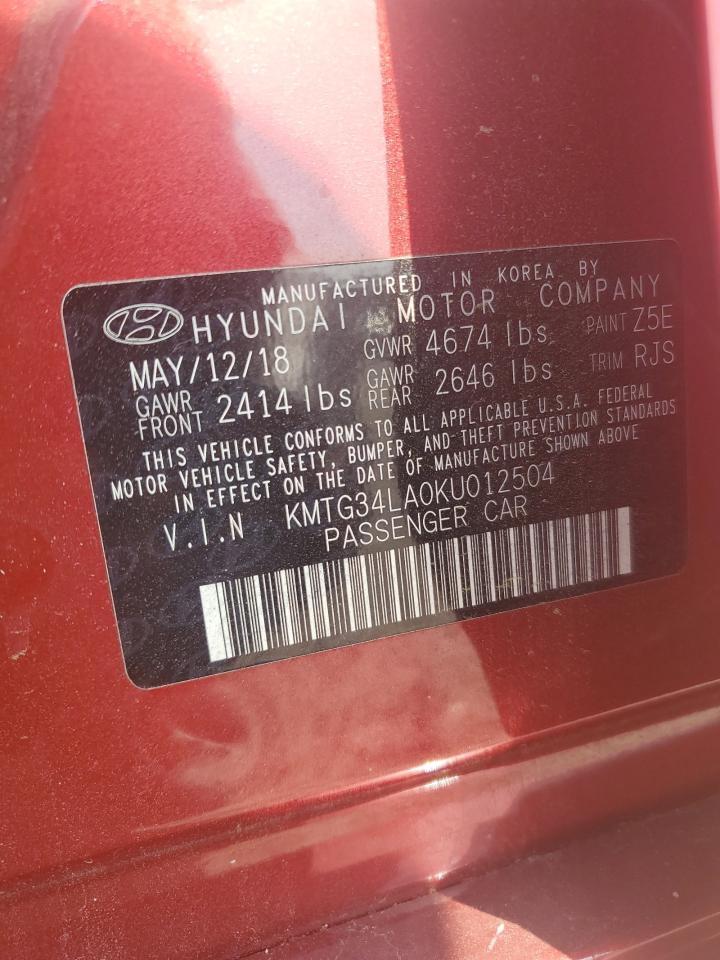 MANUFACTURED IN KOREA BY
HYUNDAI MOTOR COMPANY
MAY/12/18 GVWR 4674 lbs PAINT Z5E
GAWR FRONT 2414 lbs GAWR REAR 2646 lbs TRIM RJS
THIS VEHICLE CONFORMS TO ALL APPLICABLE U.S.A. FEDERAL
MOTOR VEHICLE SAFETY, BUMPER, AND THEFT PREVENTION STANDARDS
IN EFFECT ON THE DATE OF MANUFACTURE SHOWN ABOVE
V.I.N KMTG34LA0KU012504
PASSENGER CAR